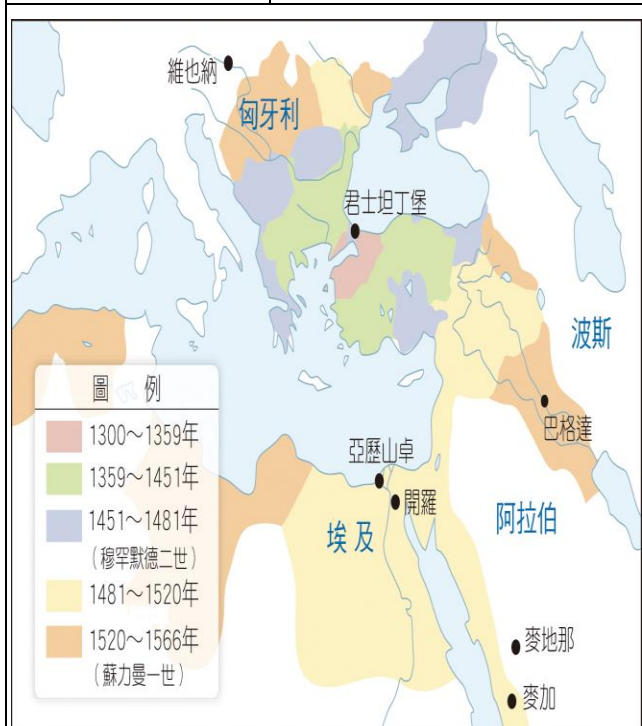 維也納
匈牙利
君士坦丁堡
波斯
巴格達
亞歷山卓
開羅
埃及
阿拉伯
麥地那
麥加
圖 例
1300～1359年
1359～1451年
1451～1481年
（穆罕默德二世）
1481～1520年
1520～1566年
（蘇力曼一世）